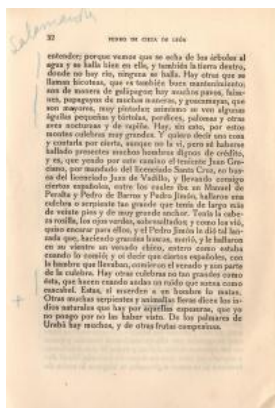 Salamandra
32 PEDRO DE CIEZA DE LEÓN
entender; porque vemos que se echa de los árboles al
agua y se halla bien en ella, y también la tierra dentro,
donde no hay río, ninguna se halla. Hay otras que se
llaman hicoteas, que es también buen mantenimiento;
son de manera de galápagos; hay muchos pavos, faisa-
nes, papagayos de muchas maneras, y guacamayas, que
son mayores, muy pintadas; asimismo se ven algunas
águilas pequeñas y tórtolas, perdices, palomas y otras
aves nocturnas y de rapiña. Hay, sin esto, por estos
montes culebras muy grandes. Y quiero decir una cosa
y contarla por cierta, aunque no la vi, pero sé haberse
hallado presentes muchos hombres dignos de crédito,
y es, que yendo por este camino el teniente Juan Gre-
ciano, por mandado del licenciado Santa Cruz, en bus-
ca del licenciado Juan de Vadillo, y llevando consigo
ciertos españoles, entre los cuales iba un Manuel de
Peralta y Pedro de Barros y Pedro Jimón, hallaron una
culebra o serpiente tan grande que tenía de largo más
de veinte pies y de muy grande anchor. Tenía la cabe-
za rosilla, los ojos verdes, sobresaltados; y como los vió,
quiso encarar para ellos, y el Pedro Jimón le dió tal lan-
zada que, haciendo grandes bascas, murió, y le hallaron
en su vientre un venado chico, entero como estaba
cuando lo comió; y oí decir que ciertos españoles, con
la hambre que llevaban, comieron el venado y aun parte
de la culebra. Hay otras culebras no tan grandes como
ésta, que hacen cuando andan un ruido que suena como
cascabel. Éstas, si muerden a un hombre lo matan.
Otras muchas serpientes y animalías fieras dicen los in-
dios naturales que hay por aquellas espesuras, que yo
no pongo por no las haber visto. De los palmares de
Urabá hay muchos, y de otras frutas campesinas.